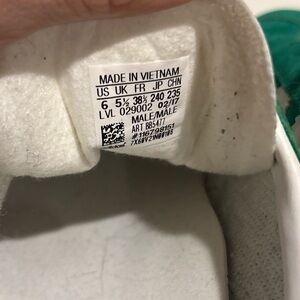 MADE IN VIETNAM
US UK FR JP CHN
6 5½ 38⅔ 240 235
LVL 029002 02/17
MALE/MALE
ART BB5477